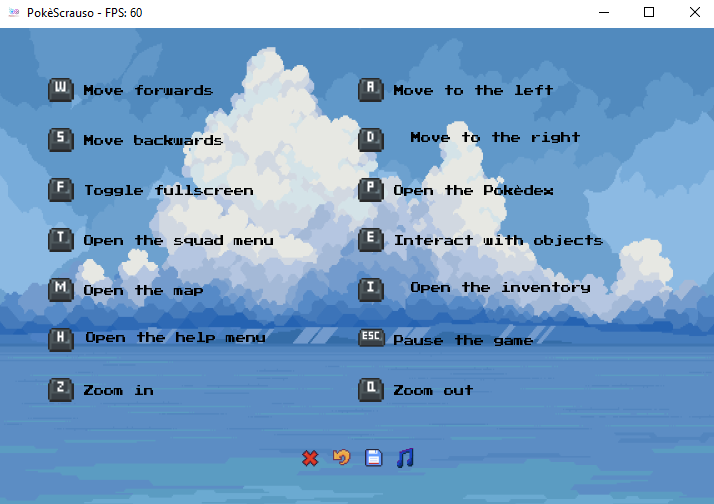 PokèScrauso - FPS: 60
W Move forwards
A Move to the left
S Move backwards
D Move to the right
F Toggle fullscreen
P Open the Pokèdex
T Open the squad menu
E Interact with objects
M Open the map
I Open the inventory
H Open the help menu
ESC Pause the game
Z Zoom in
Q Zoom out